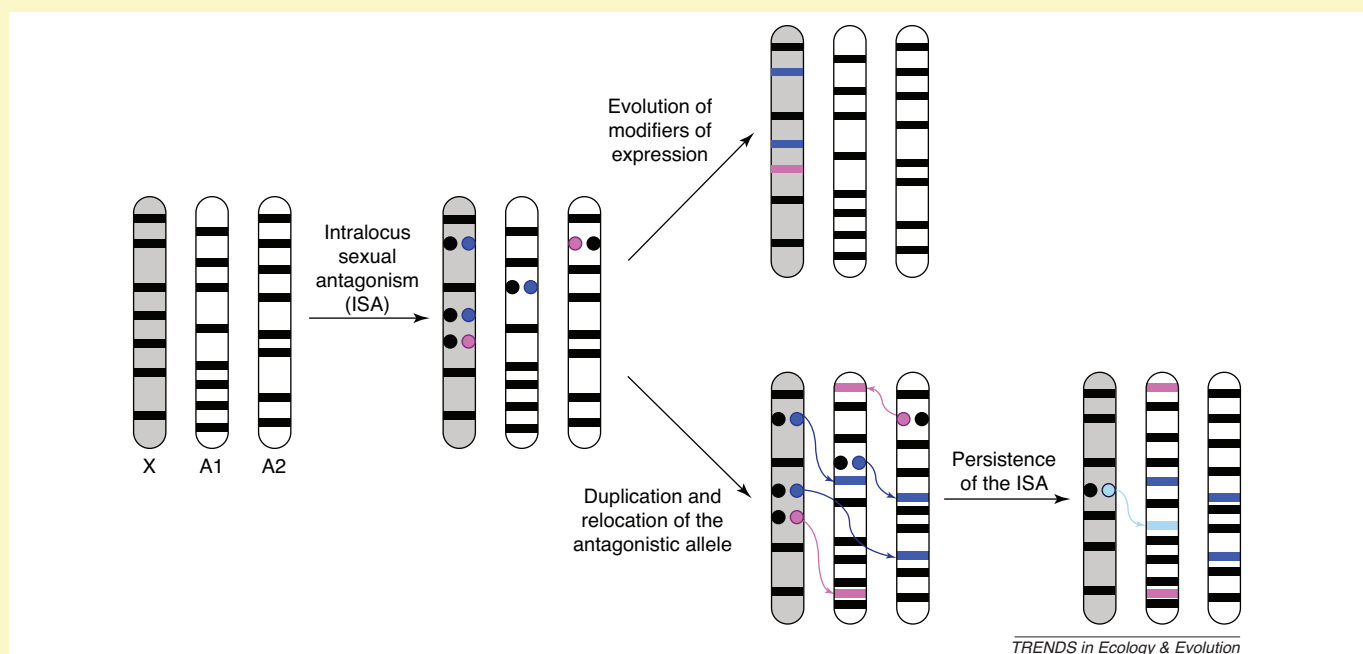 Evolution of
modifiers of
expression
Intralocus
sexual
antagonism
(ISA)
X A1 A2
Duplication and
relocation of the
antagonistic allele
Persistence
of the ISA
TRENDS in Ecology & Evolution